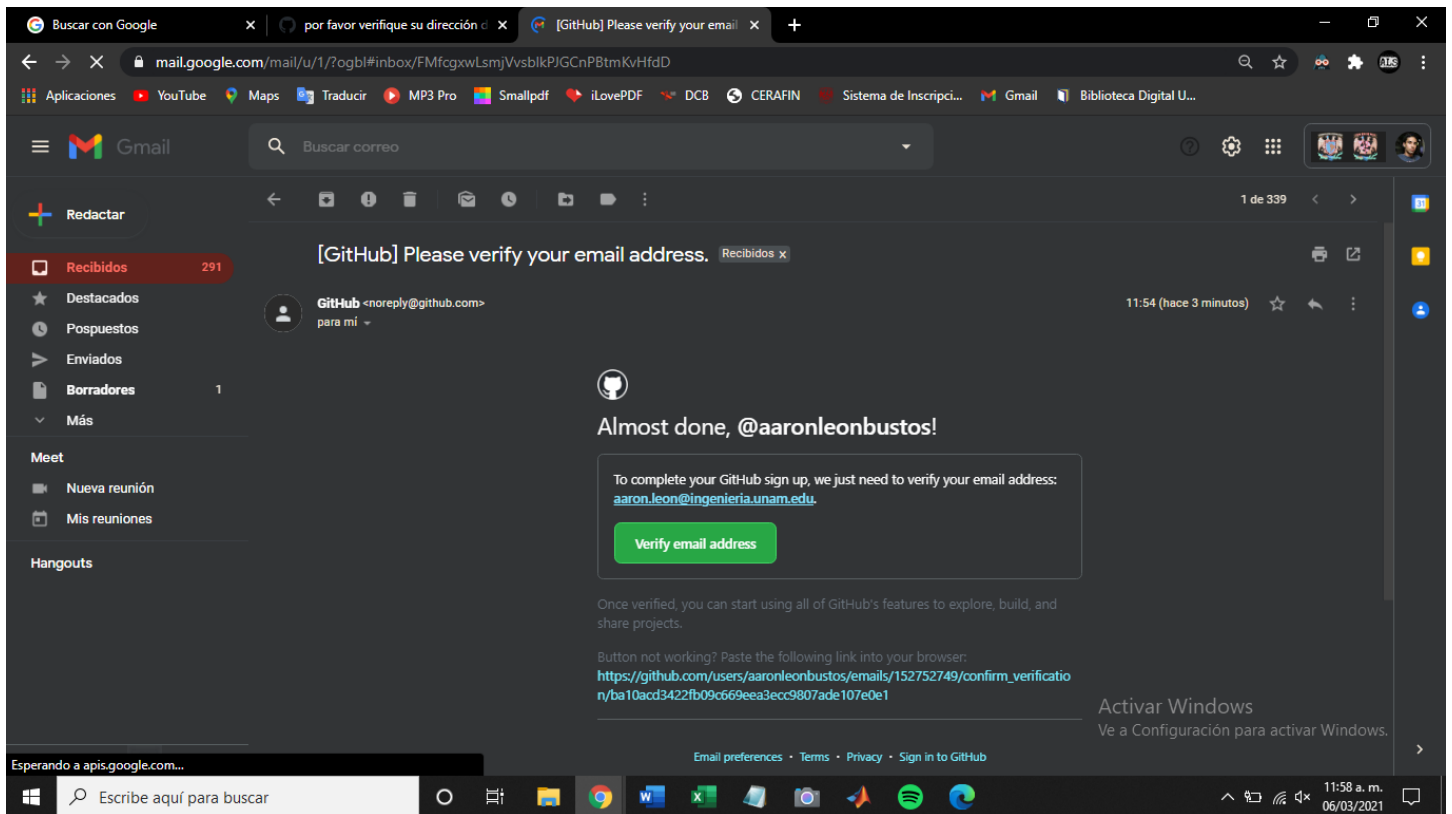 Buscar con Google
por favor verifique su dirección d
[GitHub] Please verify your email
mail.google.com/mail/u/1/?ogbl#inbox/FMfcgxwLsmjVvsblkPJGCnPBtmKvHfdD
Aplicaciones YouTube Maps Traducir MP3 Pro Smallpdf iLovePDF DCB CERAFIN Sistema de Inscripci... Gmail Biblioteca Digital U...
Gmail
Buscar correo
Redactar
1 de 339
[GitHub] Please verify your email address. Recibidos x
Recibidos 291
Destacados
Pospuestos
Enviados
Borradores 1
Más
Meet
Nueva reunión
Mis reuniones
Hangouts
GitHub <noreply@github.com>
11:54 (hace 3 minutos)
para mí
Almost done, @aaronleonbustos!
To complete your GitHub sign up, we just need to verify your email address:
aaron.leon@ingenieria.unam.edu.
Verify email address
Once verified, you can start using all of GitHub's features to explore, build, and
share projects.
Button not working? Paste the following link into your browser:
https://github.com/users/aaronleonbustos/emails/152752749/confirm_verificatio
n/ba10acd3422fb09c669eea3ecc9807ade107e0e1
Activar Windows
Ve a Configuración para activar Windows.
Email preferences · Terms · Privacy · Sign in to GitHub
Esperando a apis.google.com...
Escribe aquí para buscar
11:58 a. m.
06/03/2021